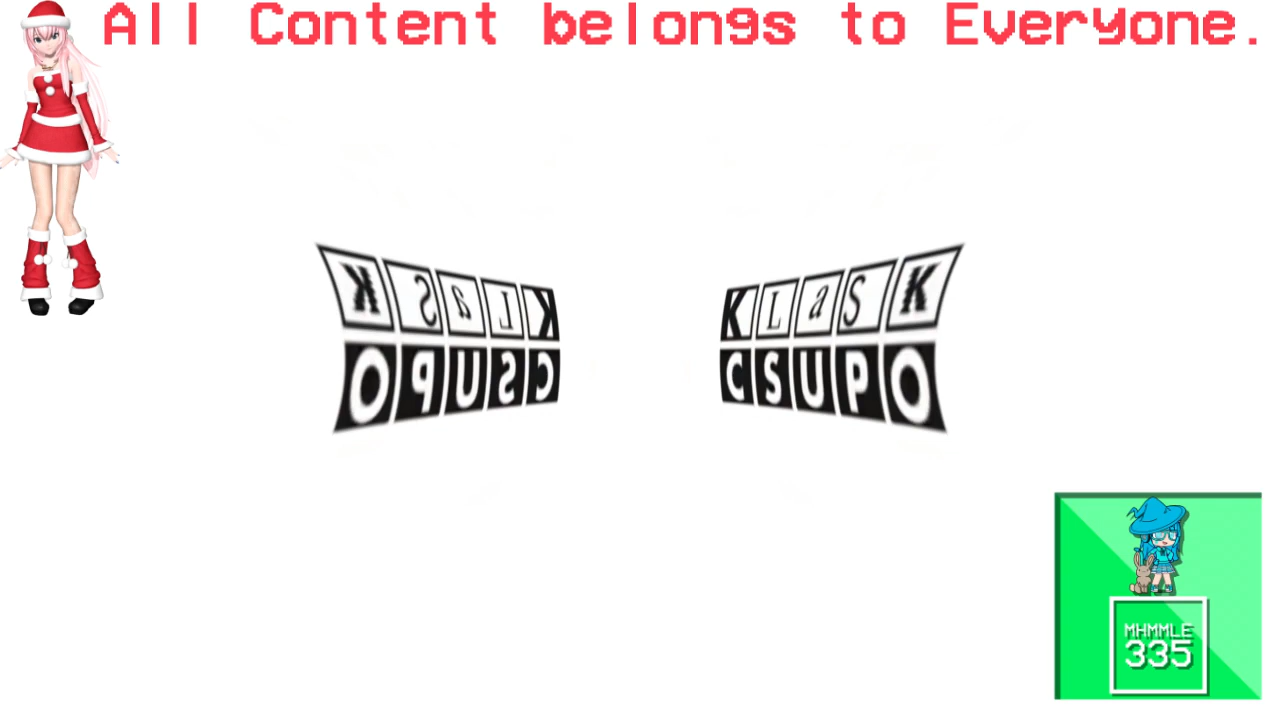 All Content belongs to Everyone.
KLaSK KLaSK
CSUPO CSUPO
MHMMLE
335